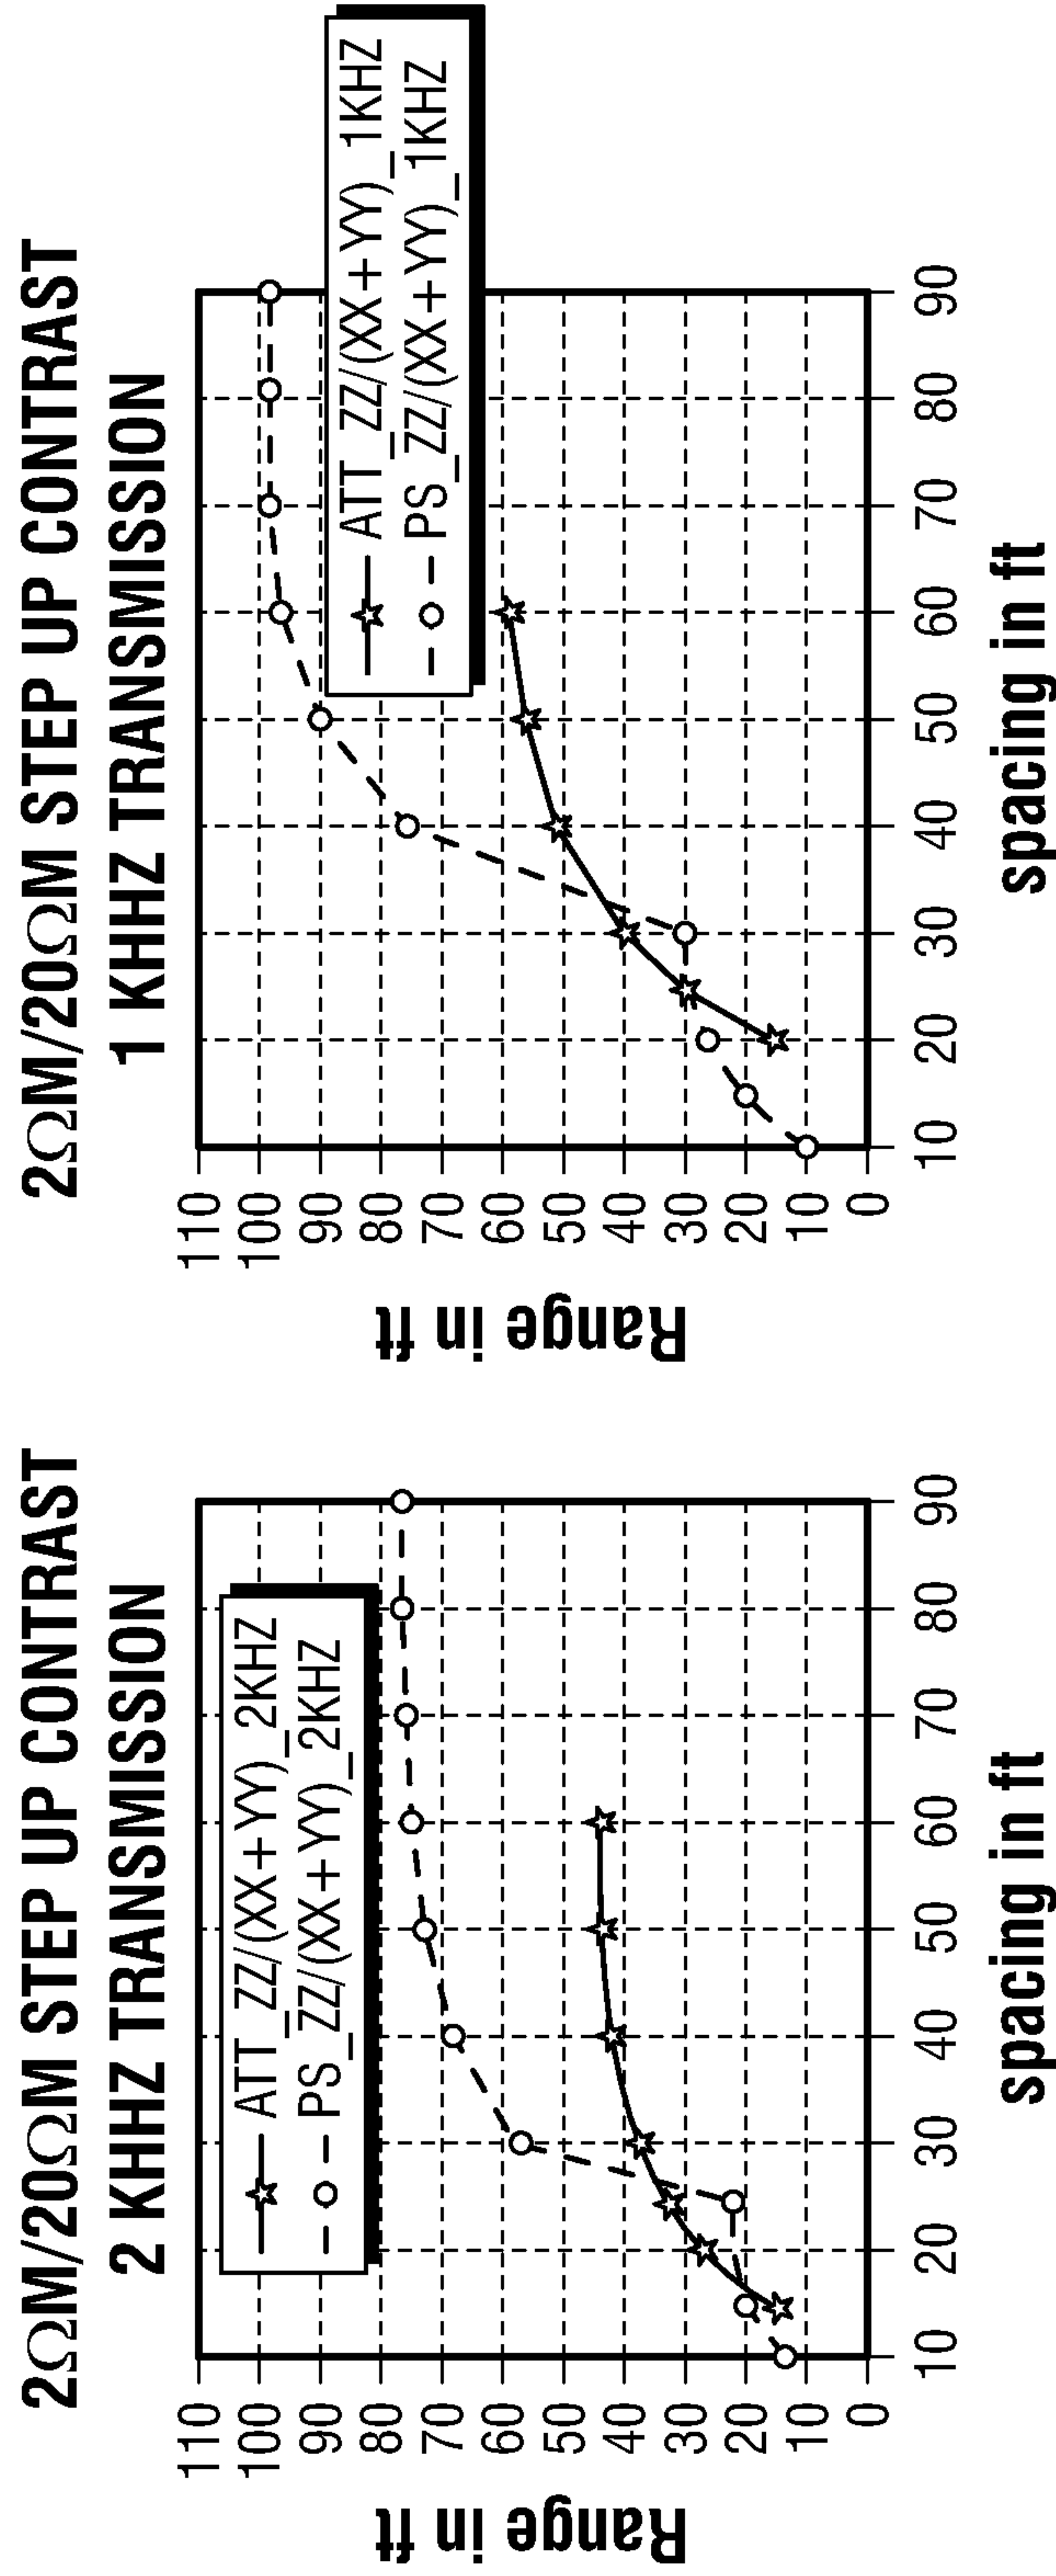 2ΩM/20ΩM STEP UP CONTRAST
2 KHHZ TRANSMISSION
ATT_ZZ/(XX+YY)_2KHZ
PS_ZZ/(XX+YY)_2KHZ
Range in ft
110
100
90
80
70
60
50
40
30
20
10
0
10 20 30 40 50 60 70 80 90
spacing in ft
2ΩM/20ΩM STEP UP CONTRAST
1 KHHZ TRANSMISSION
ATT_ZZ/(XX+YY)_1KHZ
PS_ZZ/(XX+YY)_1KHZ
Range in ft
110
100
90
80
70
60
50
40
30
20
10
0
10 20 30 40 50 60 70 80 90
spacing in ft